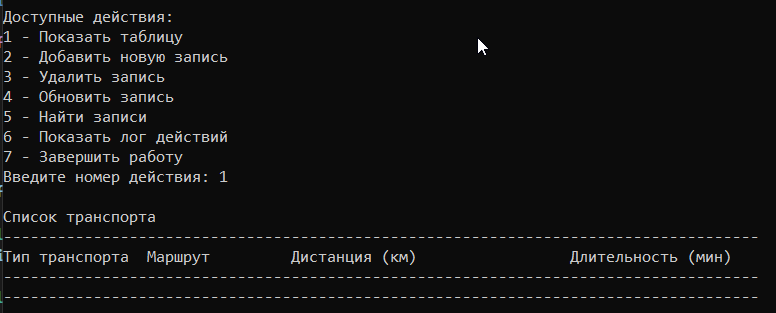 Доступные действия:
1 - Показать таблицу
2 - Добавить новую запись
3 - Удалить запись
4 - Обновить запись
5 - Найти записи
6 - Показать лог действий
7 - Завершить работу
Введите номер действия: 1
Список транспорта
------------------------------------------------------------------------------------
Тип транспорта  Маршрут         Дистанция (км)                 Длительность (мин)
------------------------------------------------------------------------------------
------------------------------------------------------------------------------------